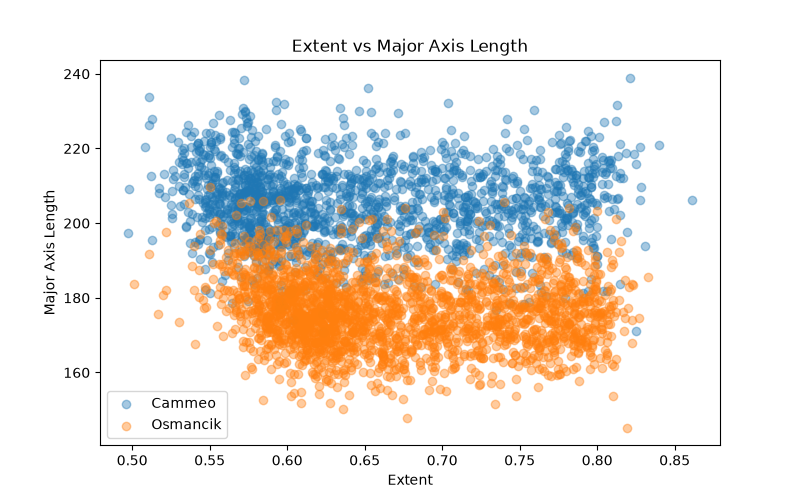 Extent vs Major Axis Length
240
220
200
180
160
Major Axis Length
Cammeo
Osmancik
0.50 0.55 0.60 0.65 0.70 0.75 0.80 0.85
Extent